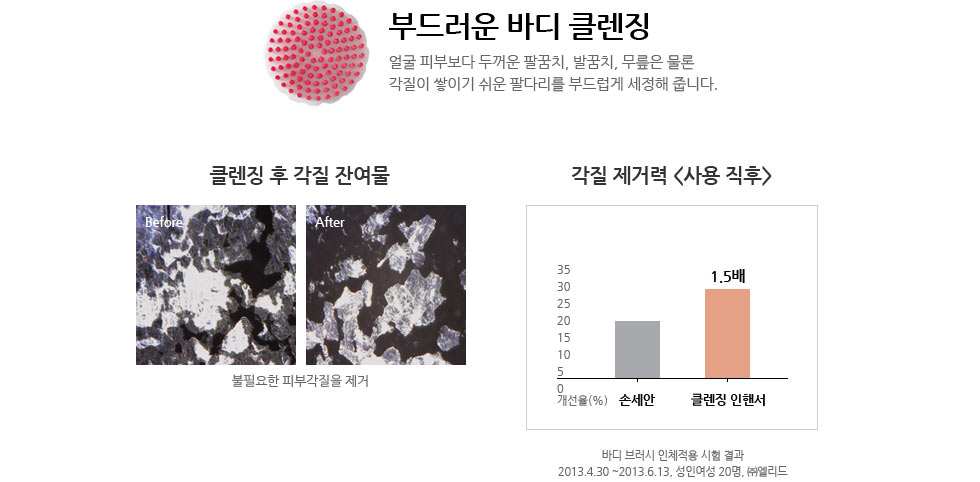 부드러운 바디 클렌징
얼굴 피부보다 두꺼운 팔꿈치, 발꿈치, 무릎은 물론
각질이 쌓이기 쉬운 팔다리를 부드럽게 세정해 줍니다.
클렌징 후 각질 잔여물
Before
After
불필요한 피부각질을 제거
각질 제거력 <사용 직후>
35
30
25
20
15
10
5
0
1.5배
개선율(%) 손세안 클렌징 인핸서
바디 브러시 인체적용 시험 결과
2013.4.30 ~2013.6.13, 성인여성 20명, ㈜엘리드